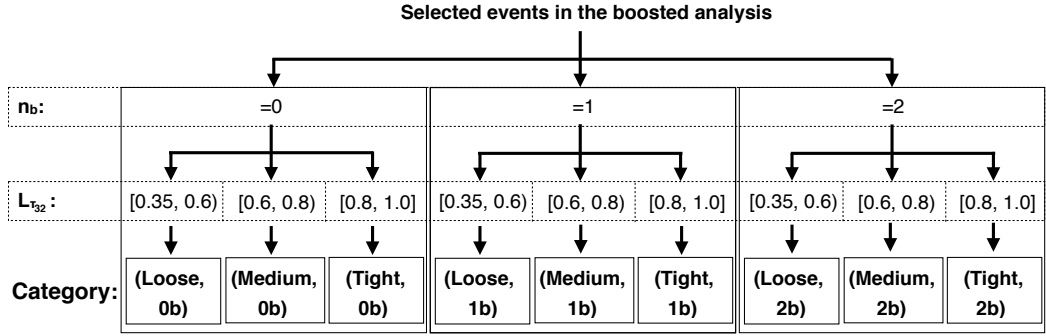 Selected events in the boosted analysis
n_b: =0 =1 =2
L_τ32: [0.35, 0.6) [0.6, 0.8) [0.8, 1.0] [0.35, 0.6) [0.6, 0.8) [0.8, 1.0] [0.35, 0.6) [0.6, 0.8) [0.8, 1.0]
Category: (Loose, 0b) (Medium, 0b) (Tight, 0b) (Loose, 1b) (Medium, 1b) (Tight, 1b) (Loose, 2b) (Medium, 2b) (Tight, 2b)